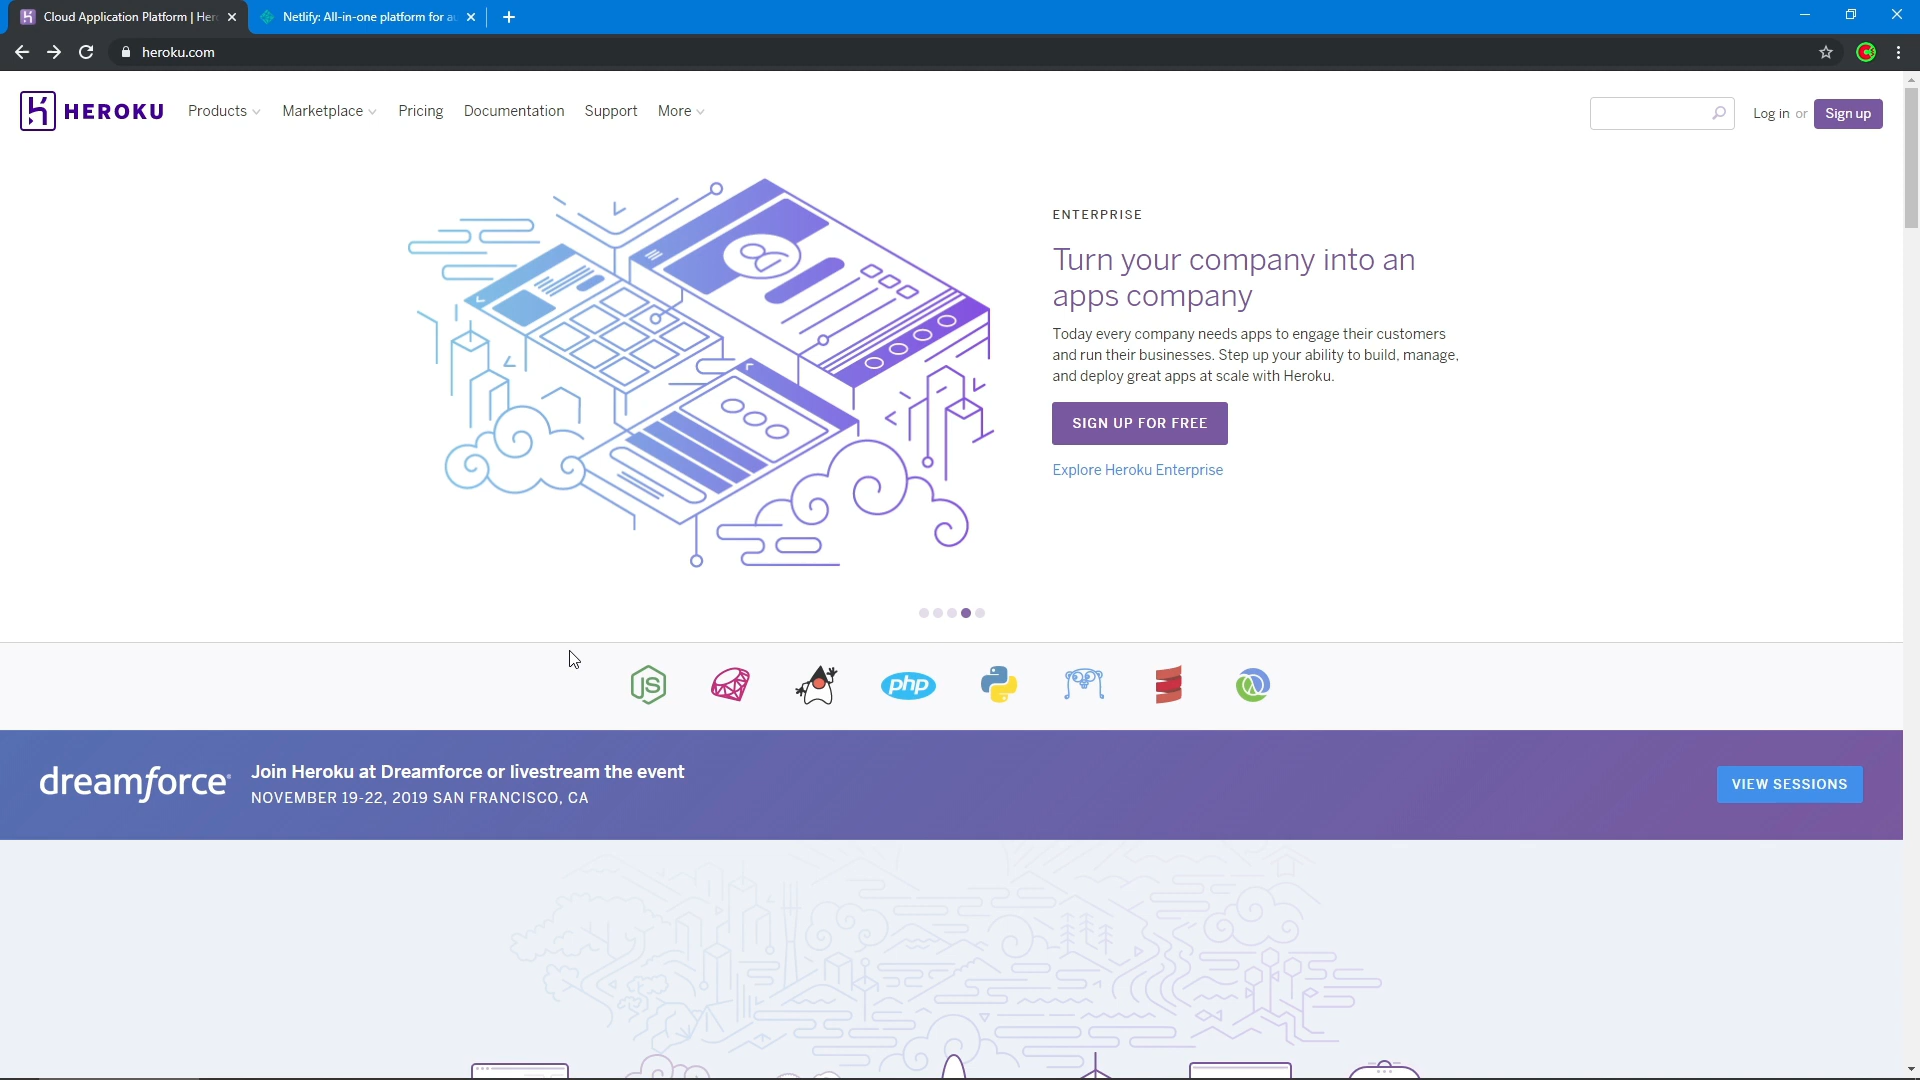 Cloud Application Platform | Her
Netlify: All-in-one platform for au
heroku.com
HEROKU
Products
Marketplace
Pricing
Documentation
Support
More
Log in or
Sign up
ENTERPRISE
Turn your company into an
apps company
Today every company needs apps to engage their customers
and run their businesses. Step up your ability to build, manage,
and deploy great apps at scale with Heroku.
SIGN UP FOR FREE
Explore Heroku Enterprise
JS
php
dreamforce
Join Heroku at Dreamforce or livestream the event
NOVEMBER 19-22, 2019 SAN FRANCISCO, CA
VIEW SESSIONS